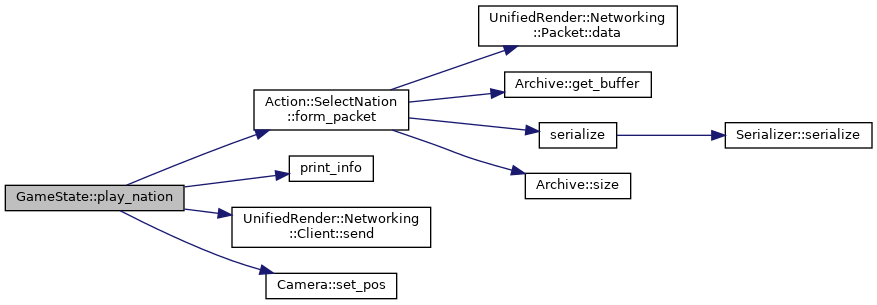 GameState::play_nation
Action::SelectNation
::form_packet
print_info
UnifiedRender::Networking
::Client::send
Camera::set_pos
UnifiedRender::Networking
::Packet::data
Archive::get_buffer
serialize
Archive::size
Serializer::serialize